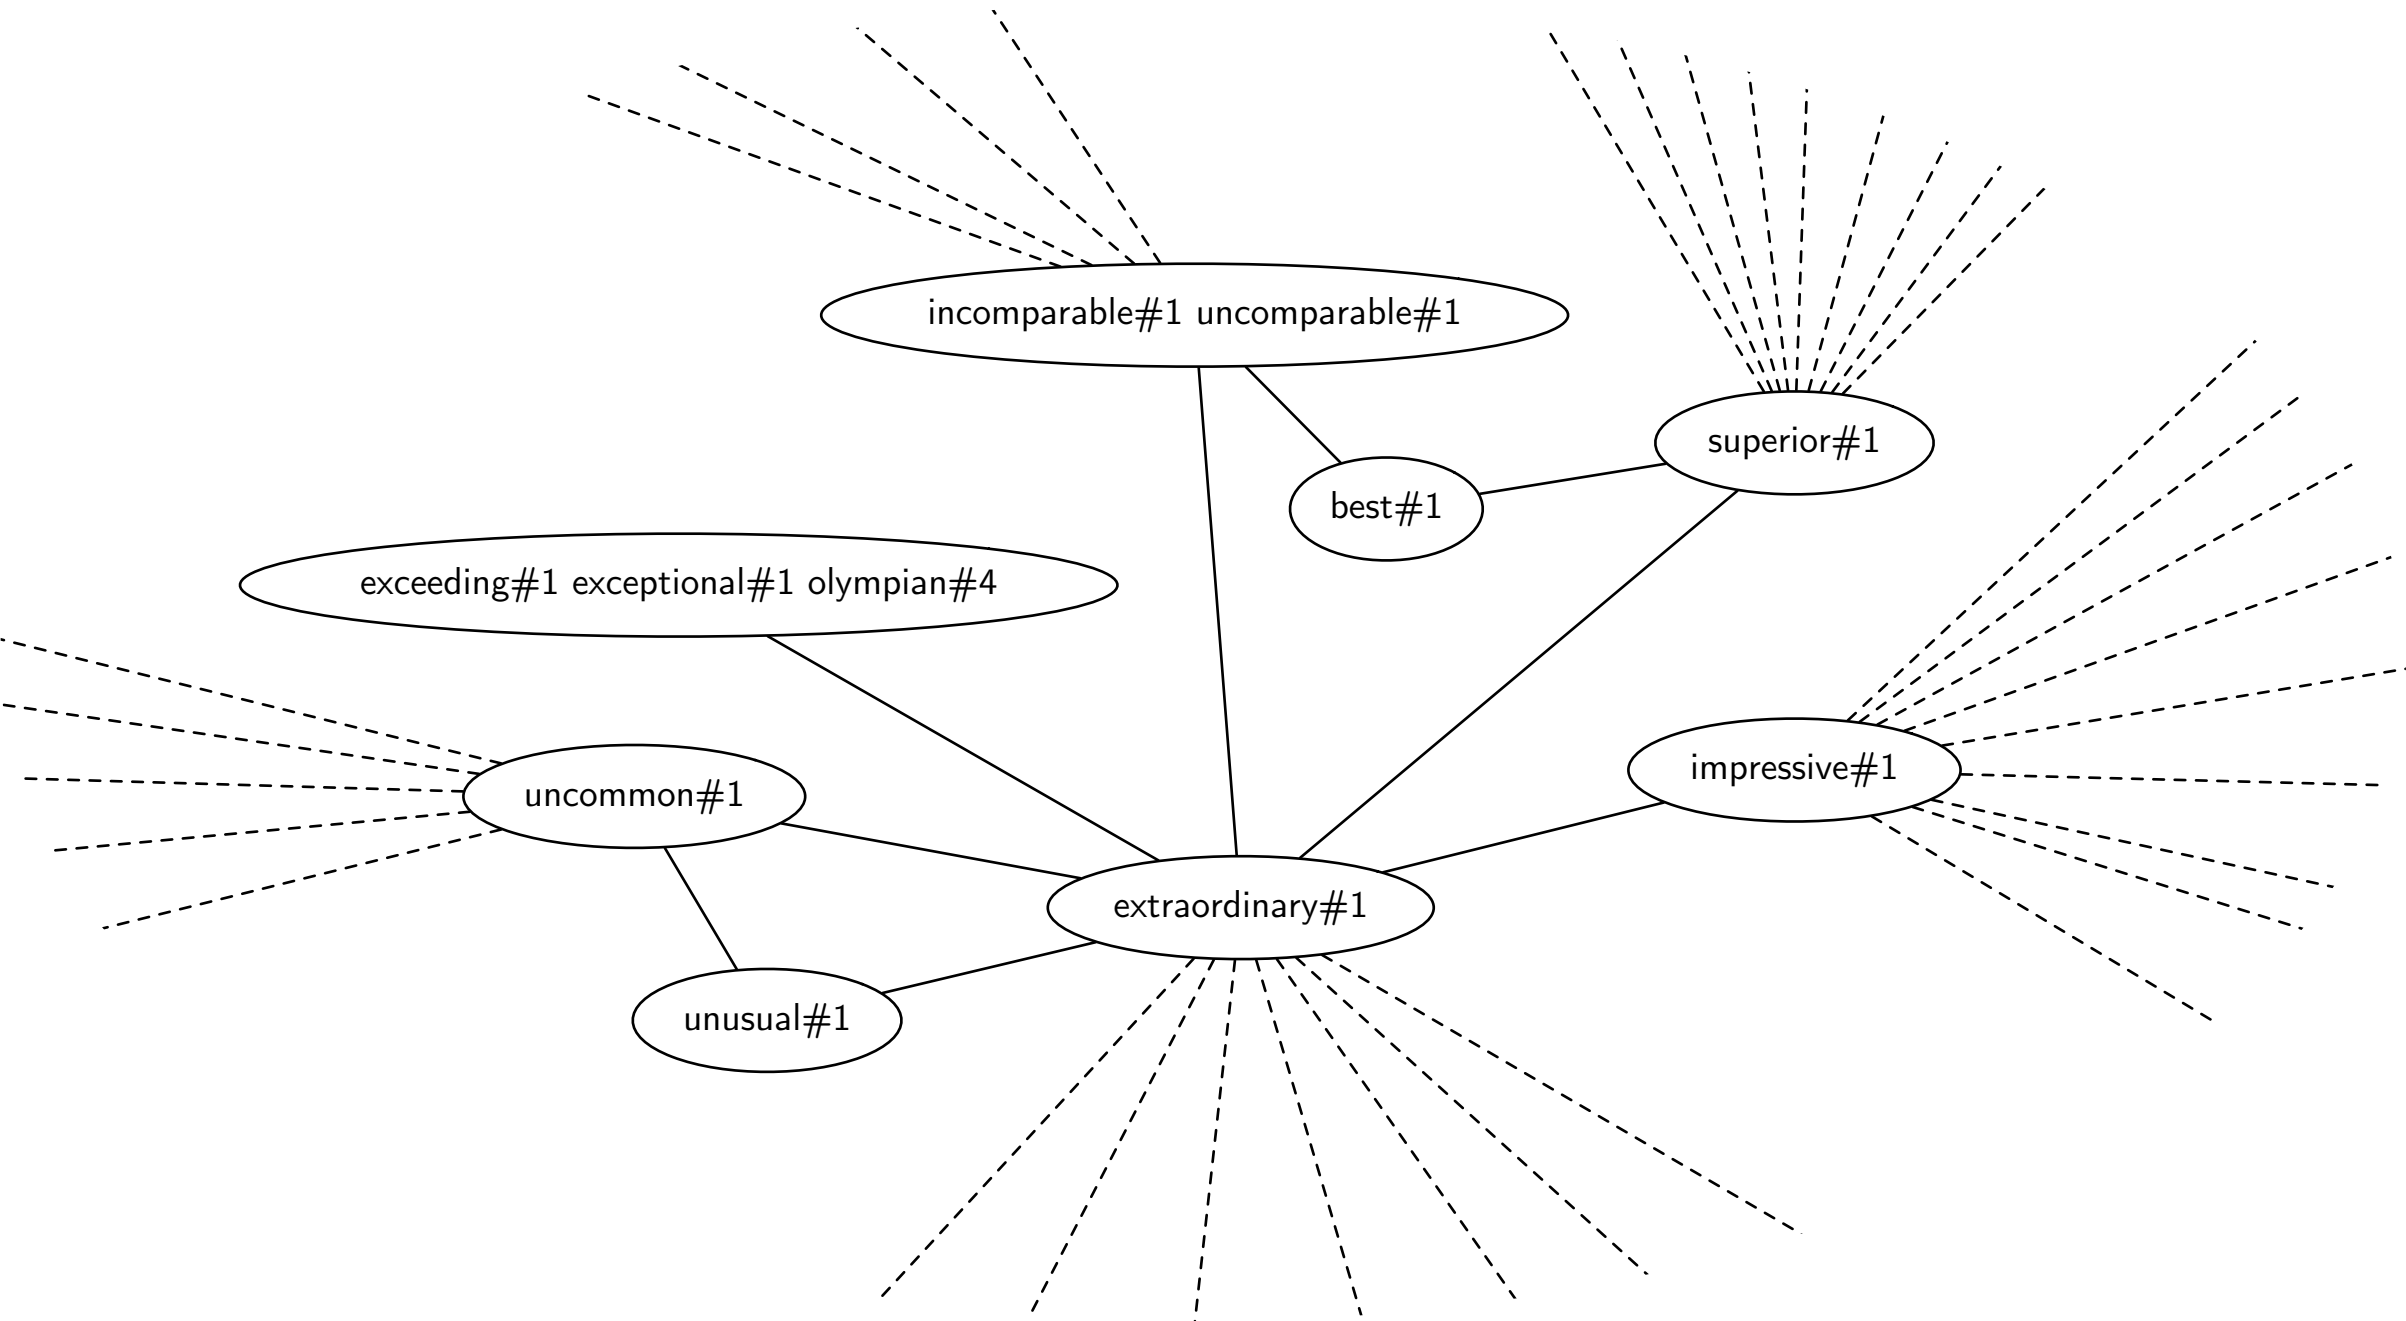 incomparable#1 uncomparable#1
superior#1
best#1
exceeding#1 exceptional#1 olympian#4
impressive#1
uncommon#1
extraordinary#1
unusual#1